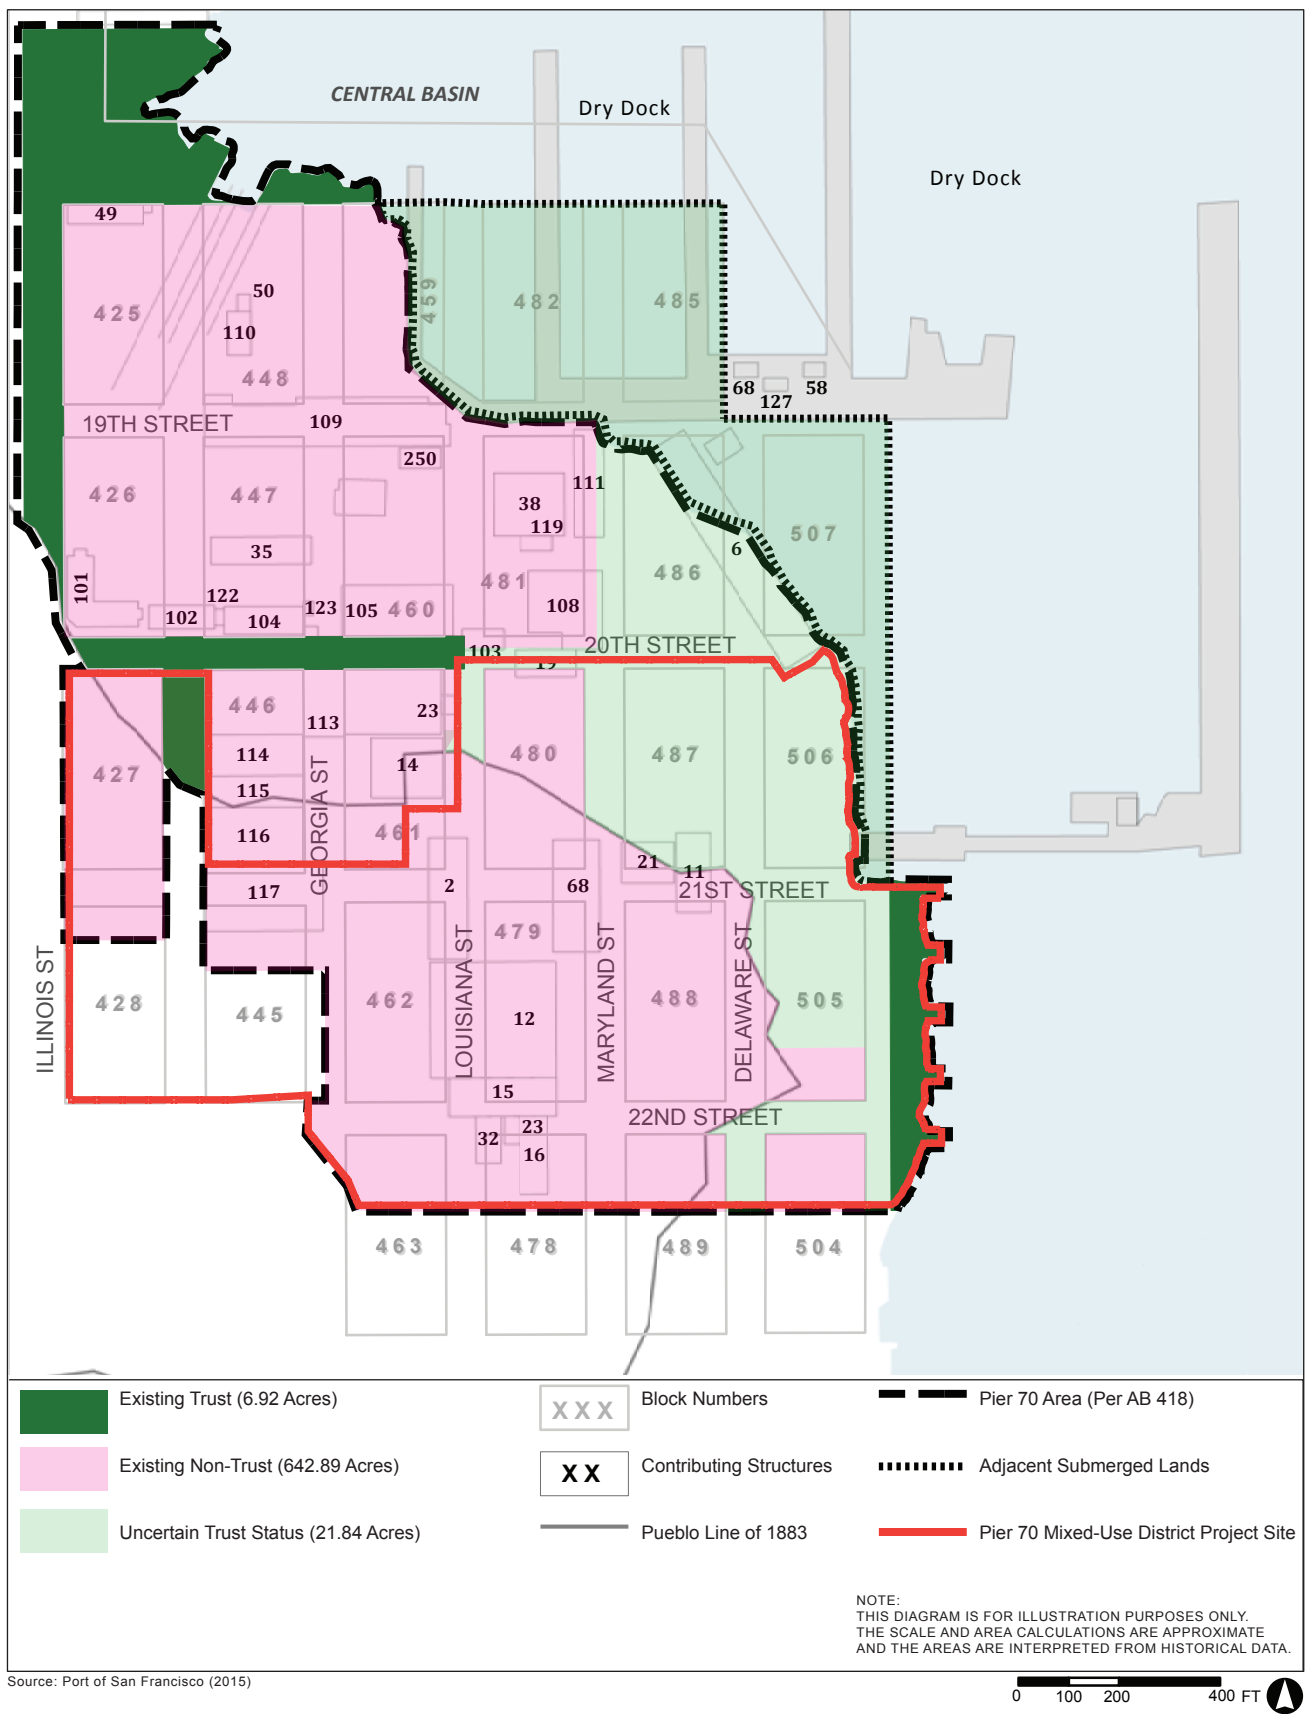 CENTRAL BASIN
Dry Dock
Dry Dock
49
425
50
110
448
459
482
485
68
127
58
19TH STREET
109
250
426
447
38
111
119
507
35
6
101
481
486
122
102
104
123
105
460
108
103
20TH STREET
19
446
113
23
427
114
14
480
487
506
115
GEORGIA ST
116
461
21
11
117
2
68
21ST STREET
ILLINOIS ST
428
445
462
LOUISIANA ST
479
MARYLAND ST
488
DELAWARE ST
505
12
15
22ND STREET
32
23
16
463
478
489
504
Existing Trust (6.92 Acres)
XXX
Block Numbers
Pier 70 Area (Per AB 418)
Existing Non-Trust (642.89 Acres)
XX
Contributing Structures
Adjacent Submerged Lands
Uncertain Trust Status (21.84 Acres)
Pueblo Line of 1883
Pier 70 Mixed-Use District Project Site
NOTE:
THIS DIAGRAM IS FOR ILLUSTRATION PURPOSES ONLY.
THE SCALE AND AREA CALCULATIONS ARE APPROXIMATE
AND THE AREAS ARE INTERPRETED FROM HISTORICAL DATA.
Source: Port of San Francisco (2015)
0 100 200 400 FT